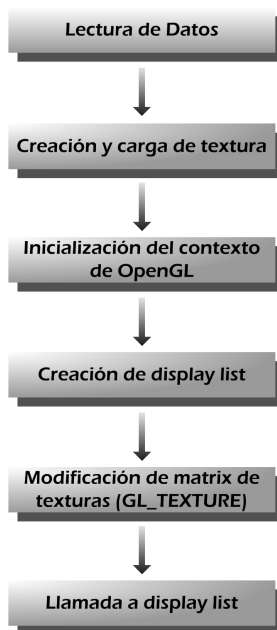 Lectura de Datos
Creación y carga de textura
Inicialización del contexto
de OpenGL
Creación de display list
Modificación de matrix de
texturas (GL_TEXTURE)
Llamada a display list